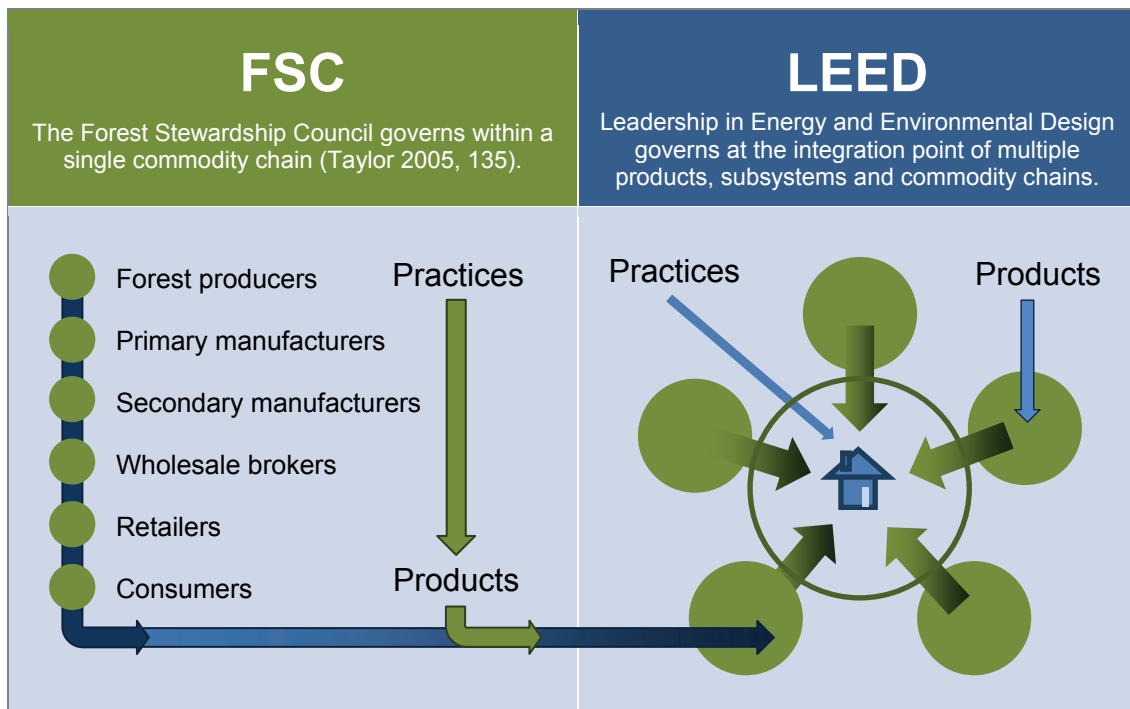 FSC
The Forest Stewardship Council governs within a
single commodity chain (Taylor 2005, 135).
LEED
Leadership in Energy and Environmental Design
governs at the integration point of multiple
products, subsystems and commodity chains.
Forest producers
Primary manufacturers
Secondary manufacturers
Wholesale brokers
Retailers
Consumers
Practices
Products
Practices
Products